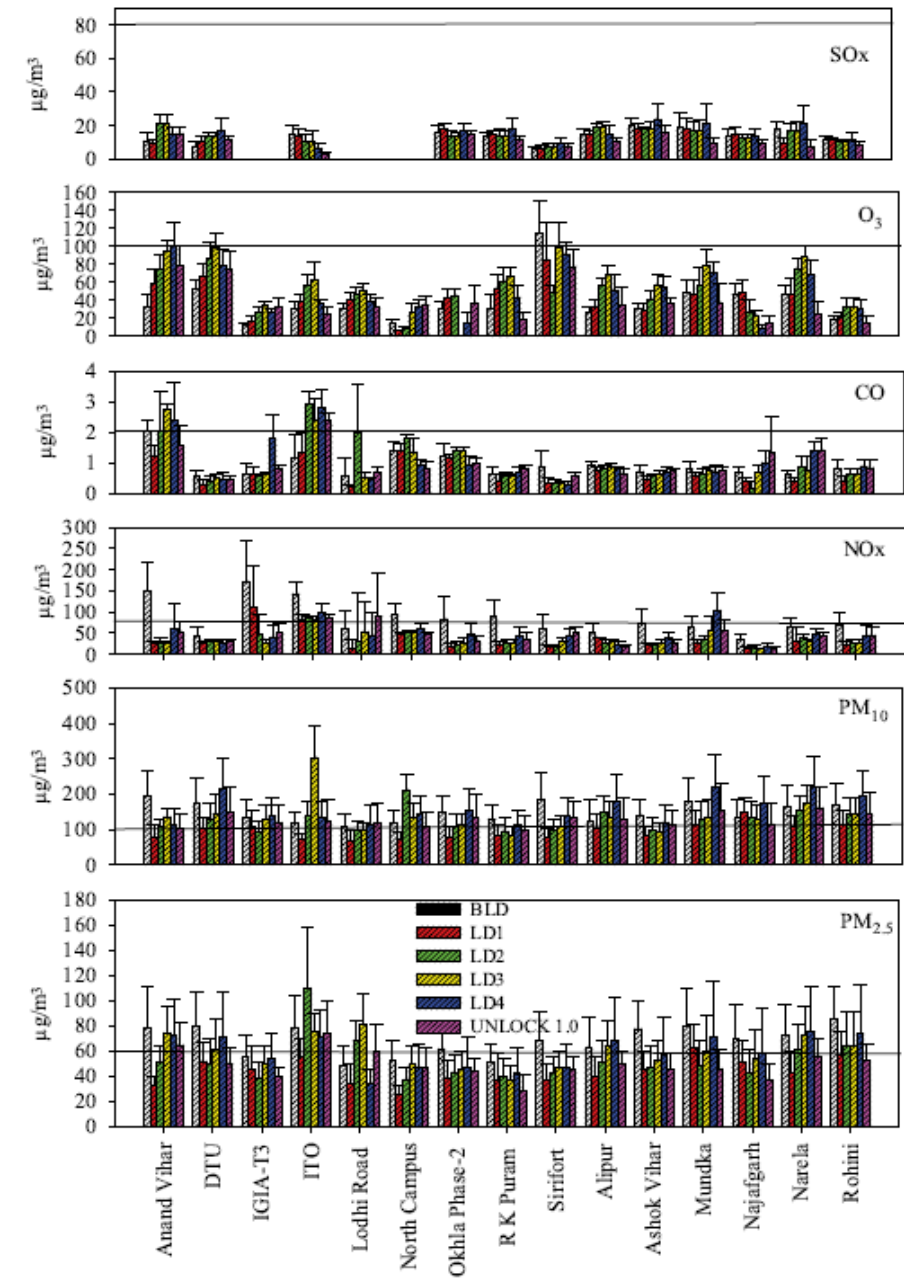 80
60
40
20
0
µg/m³
SOx
160
140
120
100
80
60
40
20
0
µg/m³
O₃
4
3
2
1
0
µg/m³
CO
300
250
200
150
100
50
0
µg/m³
NOx
500
400
300
200
100
0
µg/m³
PM₁₀
180
160
140
120
100
80
60
40
20
0
µg/m³
PM₂.₅
BLD
LD1
LD2
LD3
LD4
UNLOCK 1.0
Anand Vihar
DTU
IGIA-T3
ITO
Lodhi Road
North Campus
Okhla Phase-2
R K Puram
Sirifort
Alipur
Ashok Vihar
Mundka
Najafgarh
Narela
Rohini